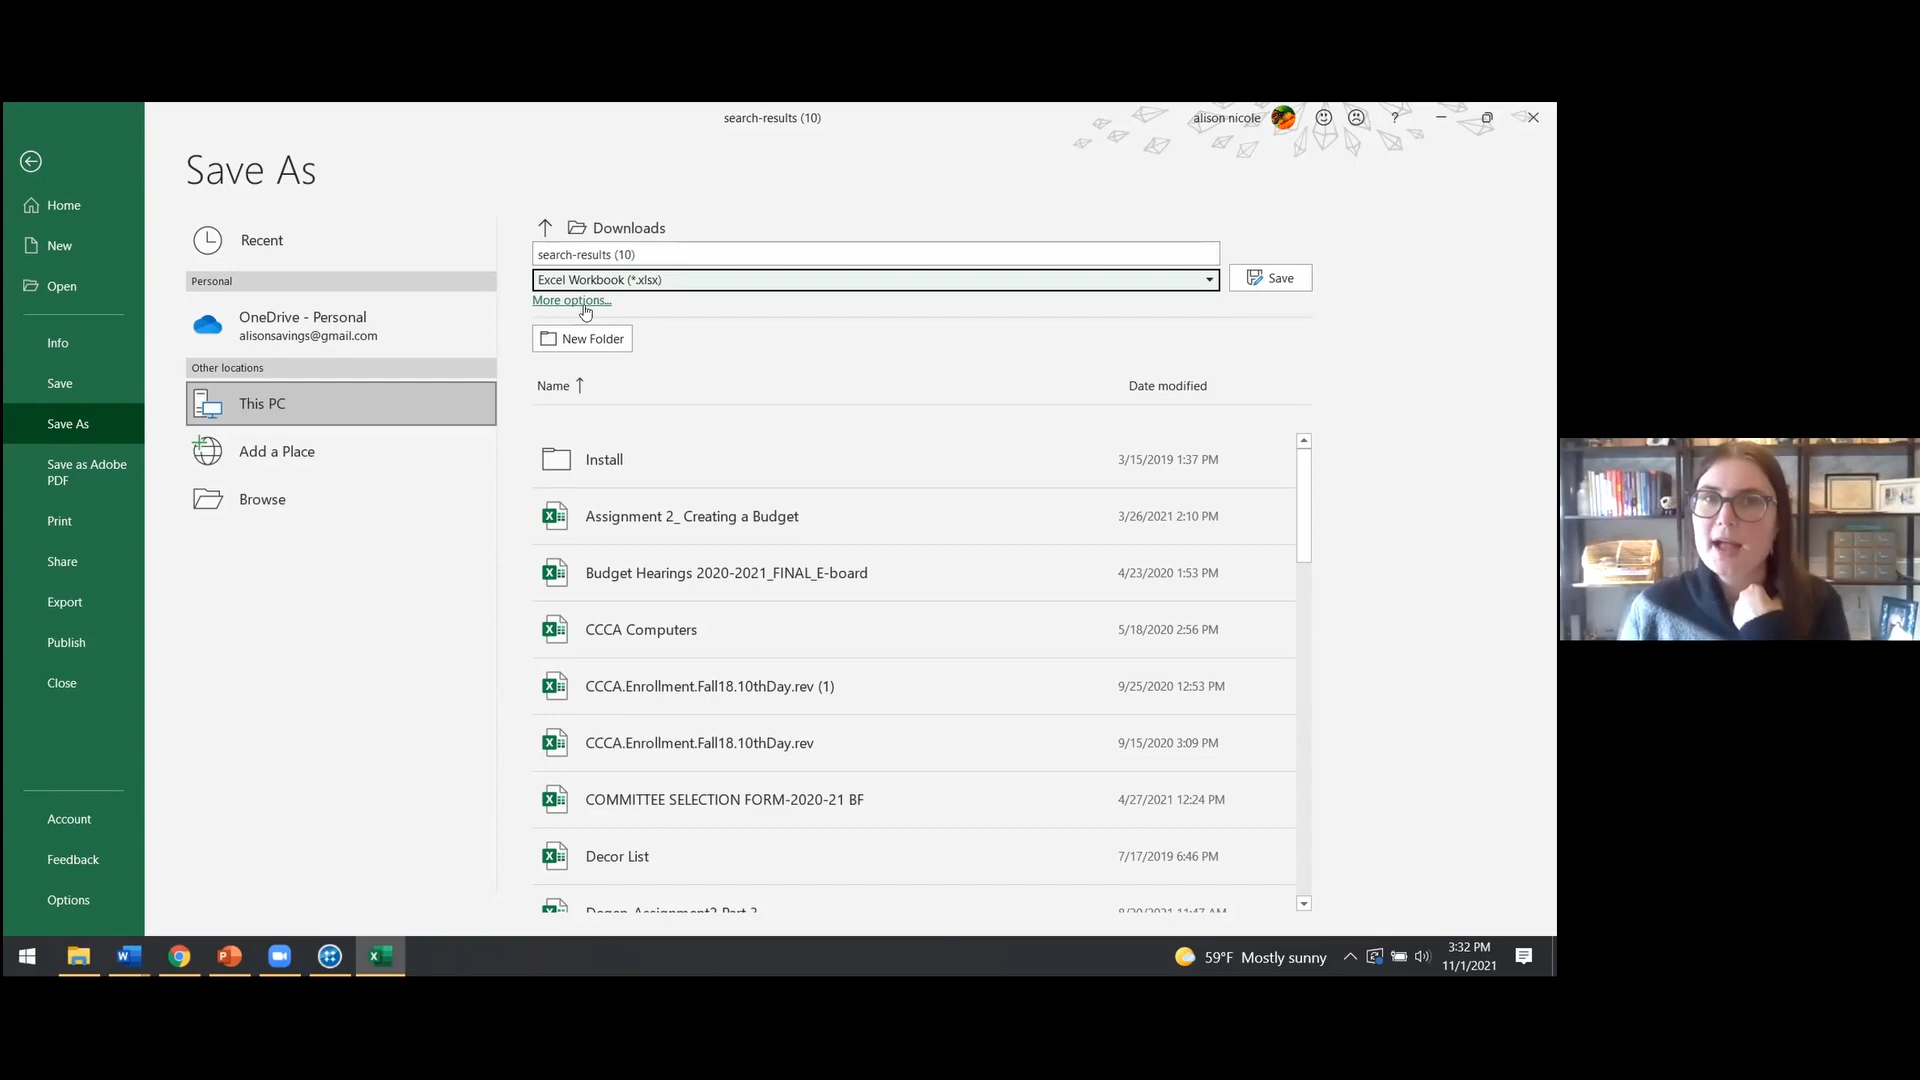 search-results (10)
alison nicole
?
Save As
Home
New
Open
Info
Save
Save As
Save as Adobe
PDF
Print
Share
Export
Publish
Close
Account
Feedback
Options
Recent
Personal
OneDrive - Personal
alisonsavings@gmail.com
Other locations
This PC
Add a Place
Browse
Downloads
search-results (10)
Excel Workbook (*.xlsx)
Save
More options...
New Folder
Name
Date modified
Install
3/15/2019 1:37 PM
Assignment 2_ Creating a Budget
3/26/2021 2:10 PM
Budget Hearings 2020-2021_FINAL_E-board
4/23/2020 1:53 PM
CCCA Computers
5/18/2020 2:56 PM
CCCA.Enrollment.Fall18.10thDay.rev (1)
9/25/2020 12:53 PM
CCCA.Enrollment.Fall18.10thDay.rev
9/15/2020 3:09 PM
COMMITTEE SELECTION FORM-2020-21 BF
4/27/2021 12:24 PM
Decor List
7/17/2019 6:46 PM
59°F Mostly sunny
3:32 PM
11/1/2021